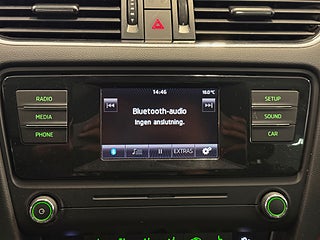 14:46
18.0°C
RADIO
MEDIA
PHONE
Bluetooth-audio
Ingen anslutning.
EXTRAS
SETUP
SOUND
CAR